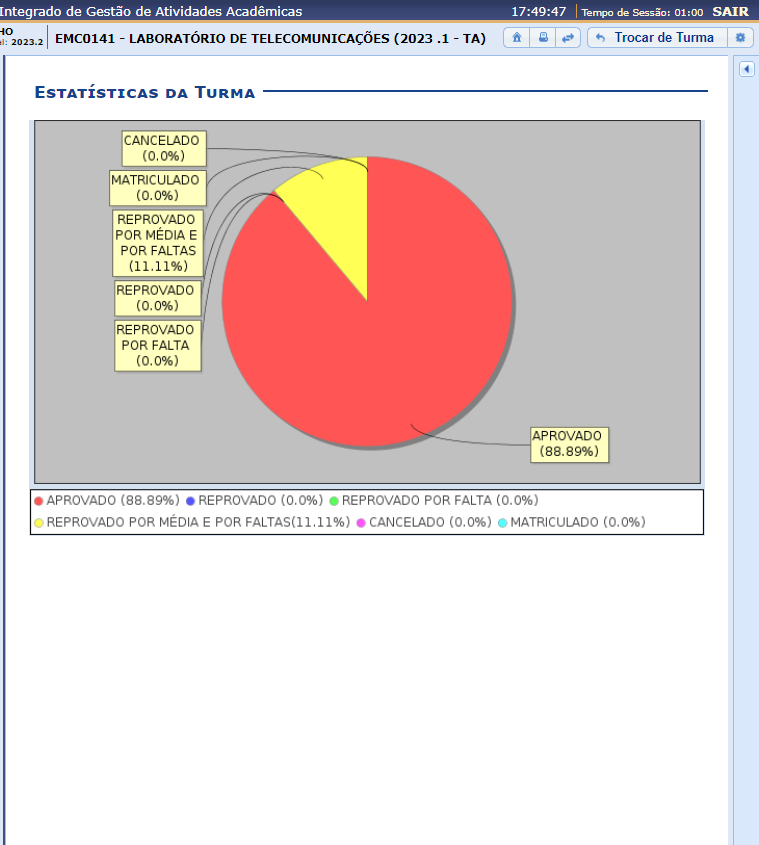 ntegrado de Gestão de Atividades Acadêmicas 17:49:47 Tempo de Sessão: 01:00 SAIR
HO
el: 2023.2 EMC0141 - LABORATÓRIO DE TELECOMUNICAÇÕES (2023 .1 - TA) Trocar de Turma
Estatísticas da Turma
CANCELADO
(0.0%)
MATRICULADO
(0.0%)
REPROVADO
POR MÉDIA E
POR FALTAS
(11.11%)
REPROVADO
(0.0%)
REPROVADO
POR FALTA
(0.0%)
APROVADO
(88.89%)
APROVADO (88.89%) REPROVADO (0.0%) REPROVADO POR FALTA (0.0%)
REPROVADO POR MÉDIA E POR FALTAS(11.11%) CANCELADO (0.0%) MATRICULADO (0.0%)